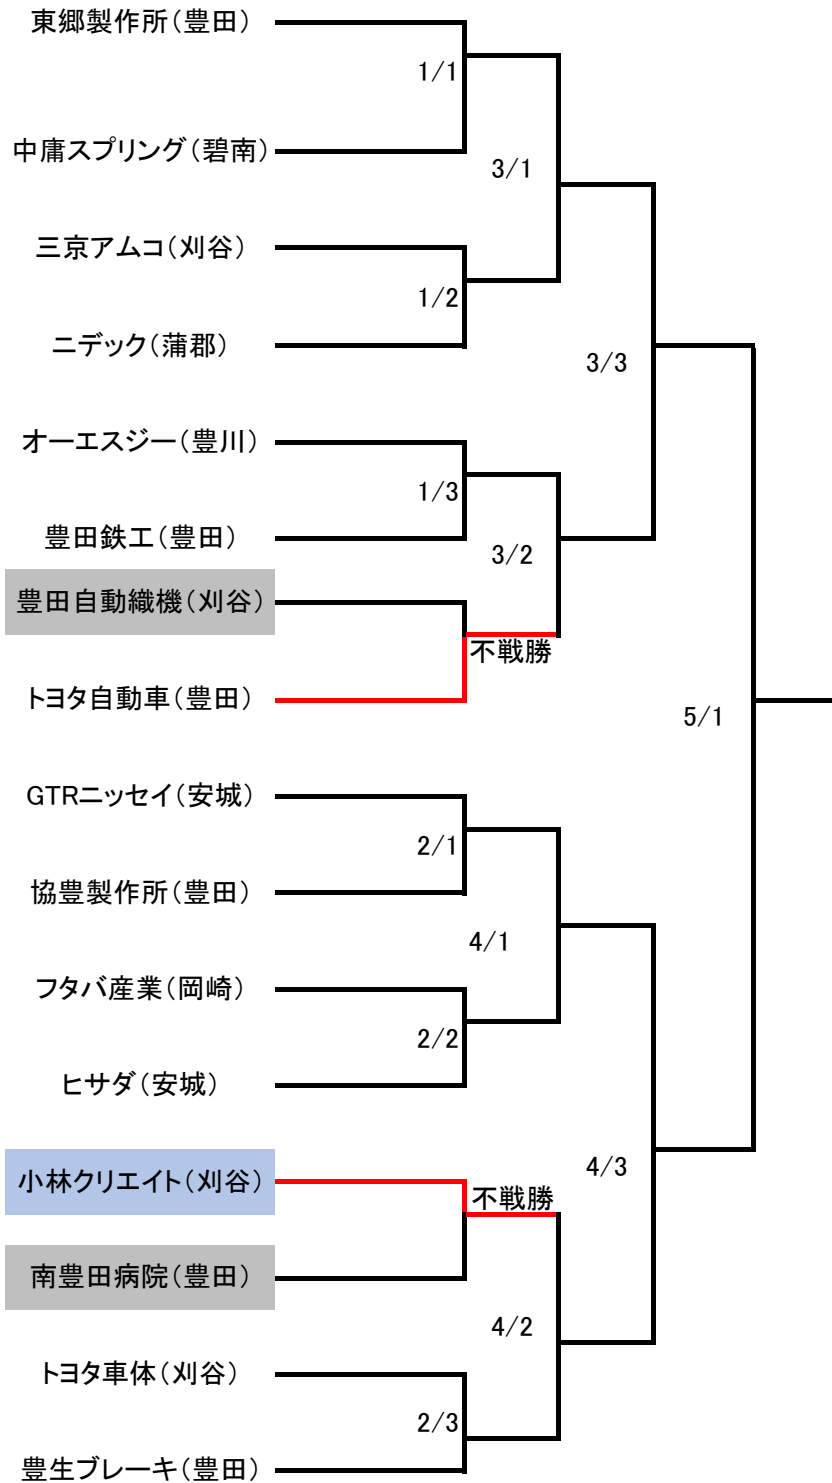 東郷製作所(豊田)
1/1
中庸スプリング(碧南)
3/1
三京アムコ(刈谷)
1/2
ニデック(蒲郡)
3/3
オーエスジー(豊川)
1/3
豊田鉄工(豊田)
3/2
豊田自動織機(刈谷)
不戦勝
トヨタ自動車(豊田)
5/1
GTRニッセイ(安城)
2/1
協豊製作所(豊田)
4/1
フタバ産業(岡崎)
2/2
ヒサダ(安城)
4/3
小林クリエイト(刈谷)
不戦勝
南豊田病院(豊田)
4/2
トヨタ車体(刈谷)
2/3
豊生ブレーキ(豊田)